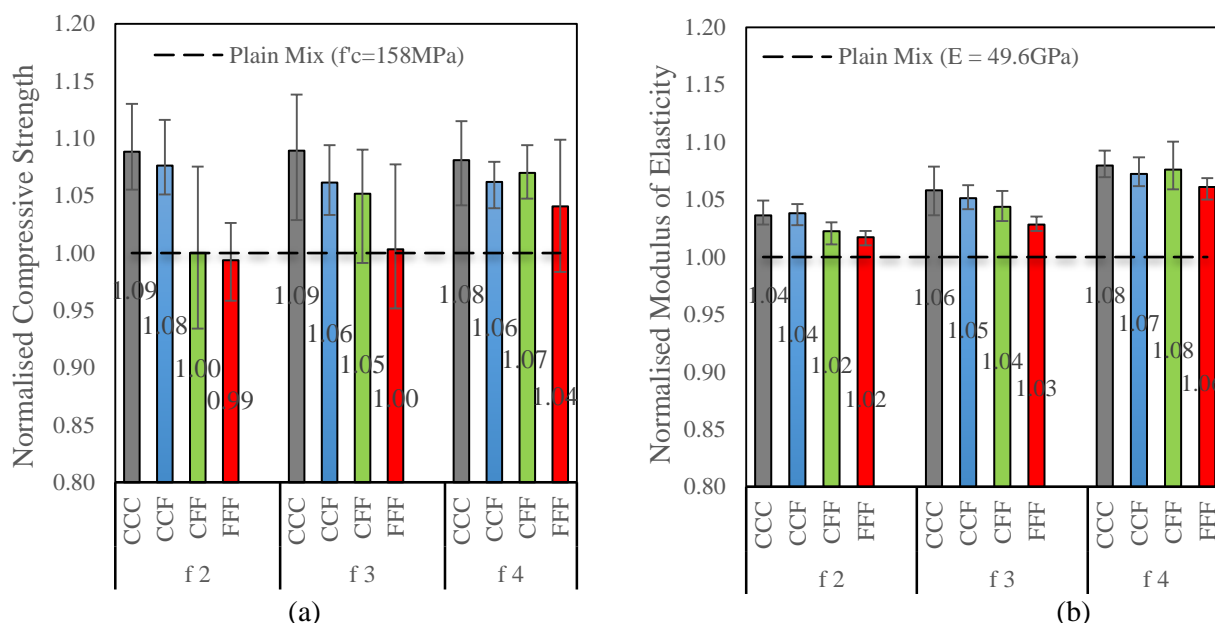 1.20
1.15
1.10
1.05
1.00
0.95
0.90
0.85
0.80
Normalised Compressive Strength
Plain Mix (f'c=158MPa)
1.09
1.08
1.00
0.99
1.09
1.06
1.05
1.00
1.08
1.06
1.07
1.04
CCC
CCF
CFF
FFF
CCC
CCF
CFF
FFF
CCC
CCF
CFF
FFF
f 2
f 3
f 4
(a)
1.20
1.15
1.10
1.05
1.00
0.95
0.90
0.85
0.80
Normalised Modulus of Elasticity
Plain Mix (E = 49.6GPa)
1.04
1.04
1.02
1.02
1.06
1.05
1.04
1.03
1.08
1.07
1.08
CCC
CCF
CFF
FFF
CCC
CCF
CFF
FFF
CCC
CCF
CFF
FFF
f 2
f 3
f 4
(b)